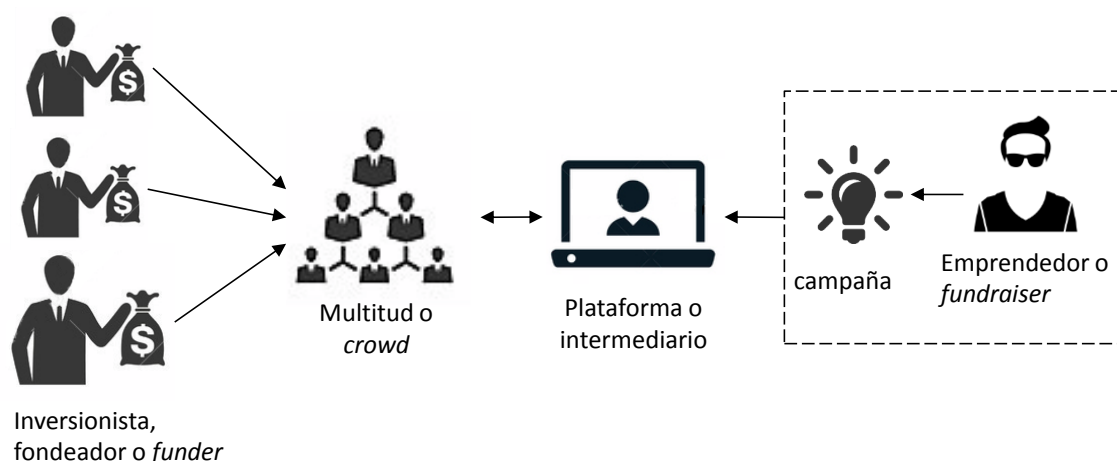 $
$
$
Inversionista,
fondeador o funder
Multitud o
crowd
Plataforma o
intermediario
campaña
Emprendedor o
fundraiser